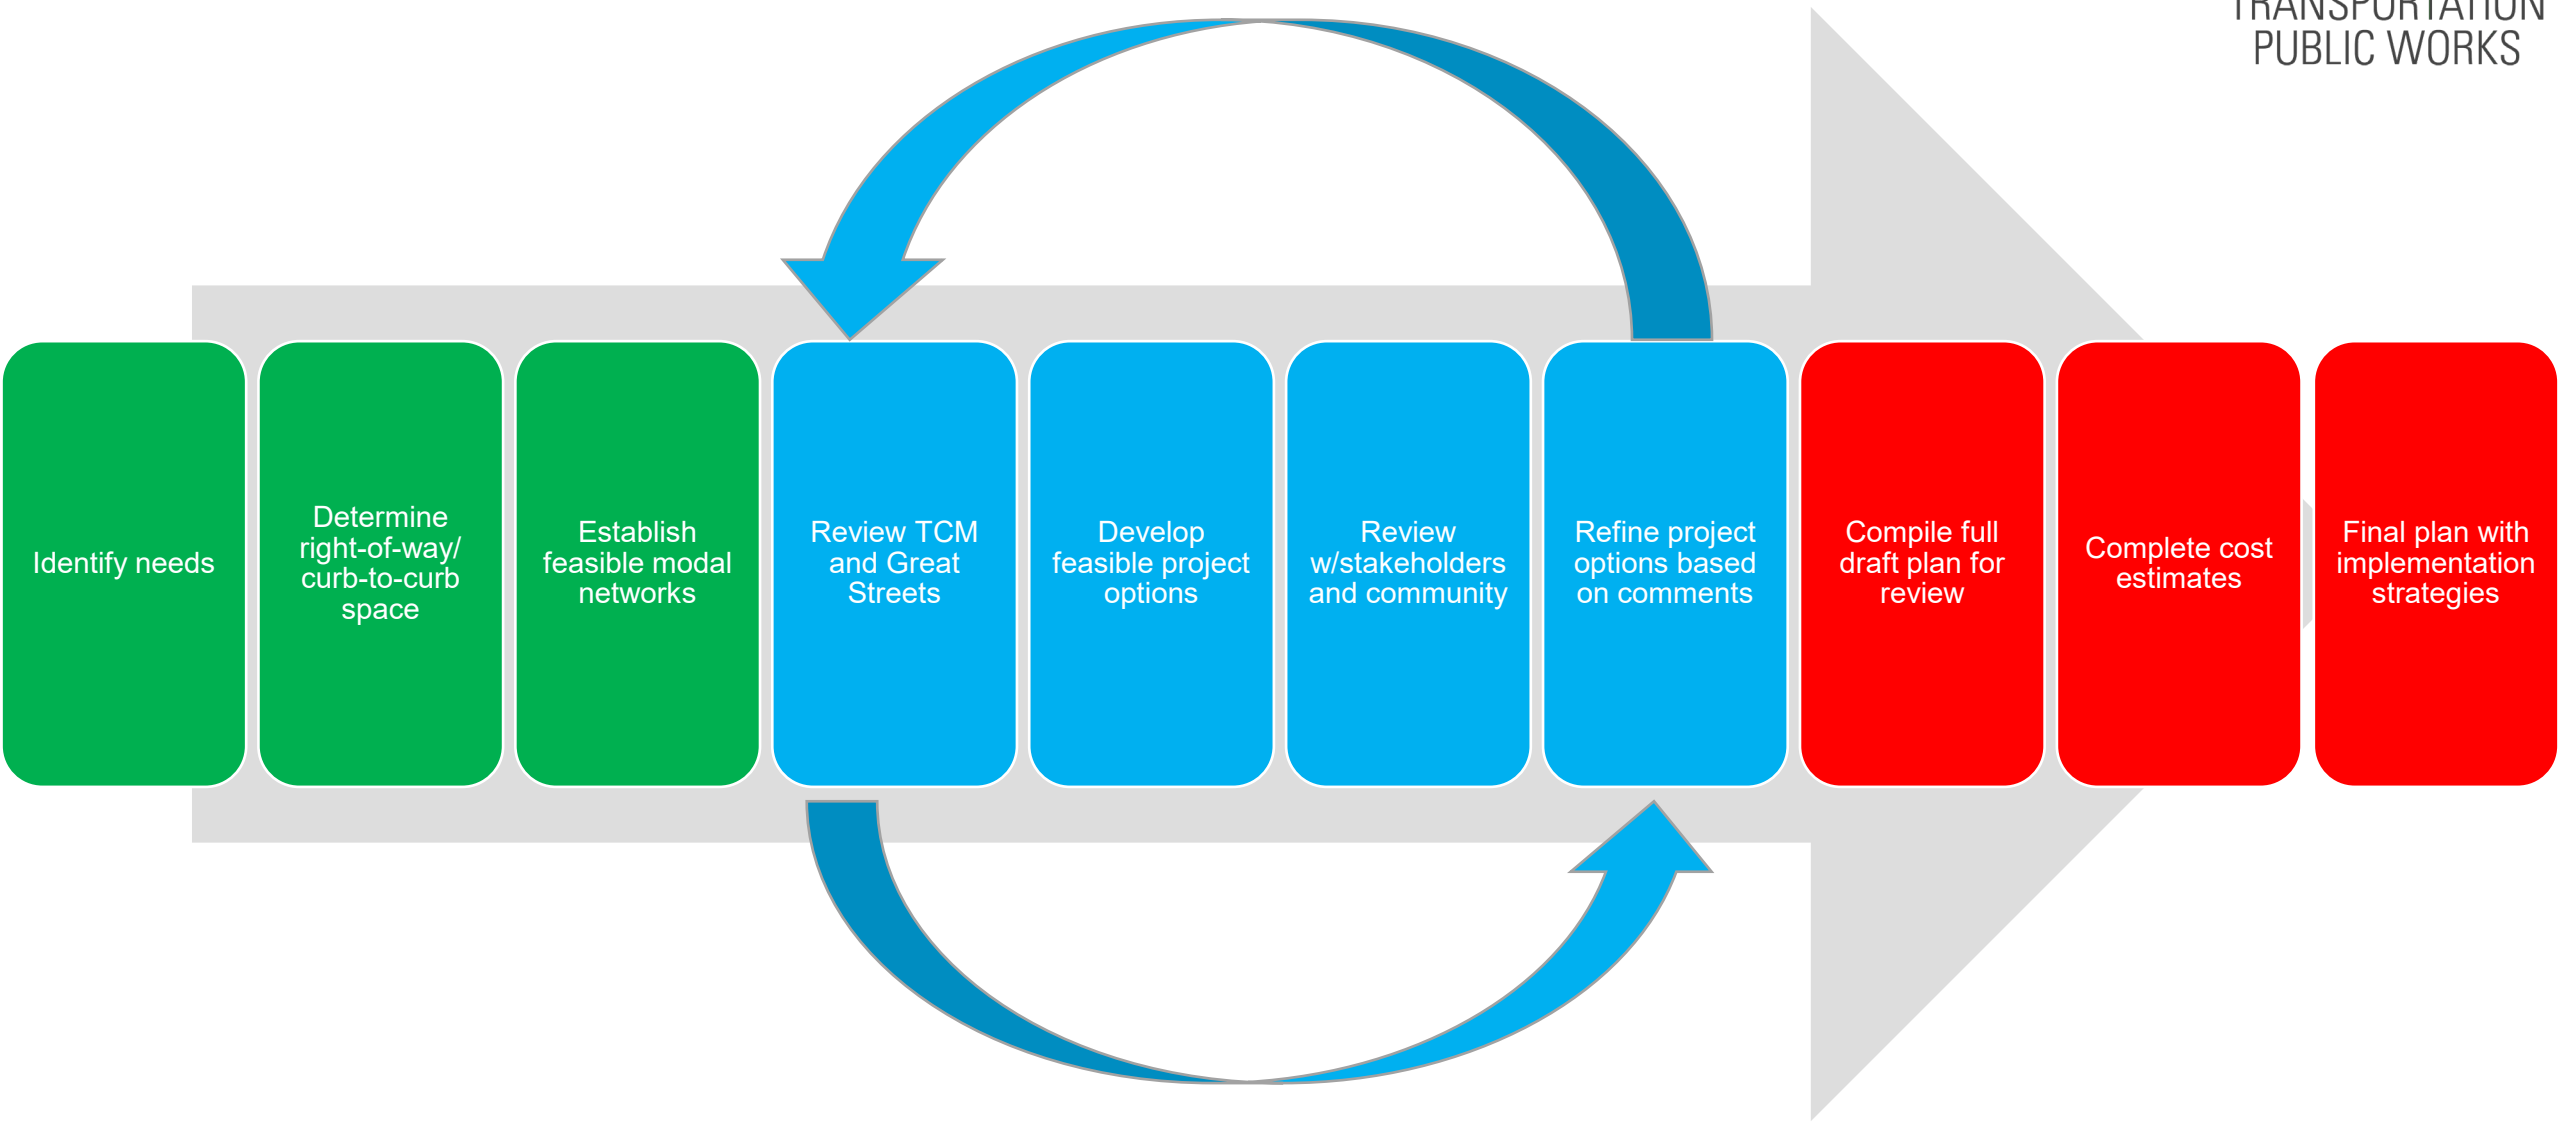 TRANSPORTATION
PUBLIC WORKS
Identify needs
Determine
right-of-way/
curb-to-curb
space
Establish
feasible modal
networks
Review TCM
and Great
Streets
Develop
feasible project
options
Review
w/stakeholders
and community
Refine project
options based
on comments
Compile full
draft plan for
review
Complete cost
estimates
Final plan with
implementation
strategies